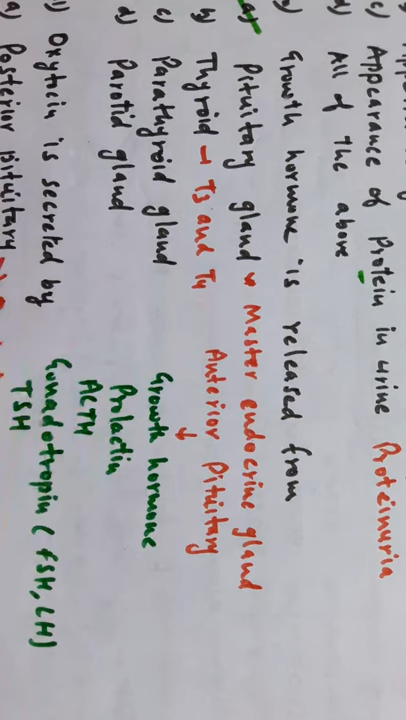 c) Appearance of Protein in urine Proteinuria
d) All of the above
Growth hormone is released from
a) Pituitary gland → Master endocrine gland
b) Thyroid → T3 and T4 Anterior Pituitary
↓
c) Parathyroid gland Growth hormone
d) Parotid gland Prolactin
ACTH
Oxytocin is secreted by Gonadotropin (FSH, LH)
a) Posterior pituitary TSH